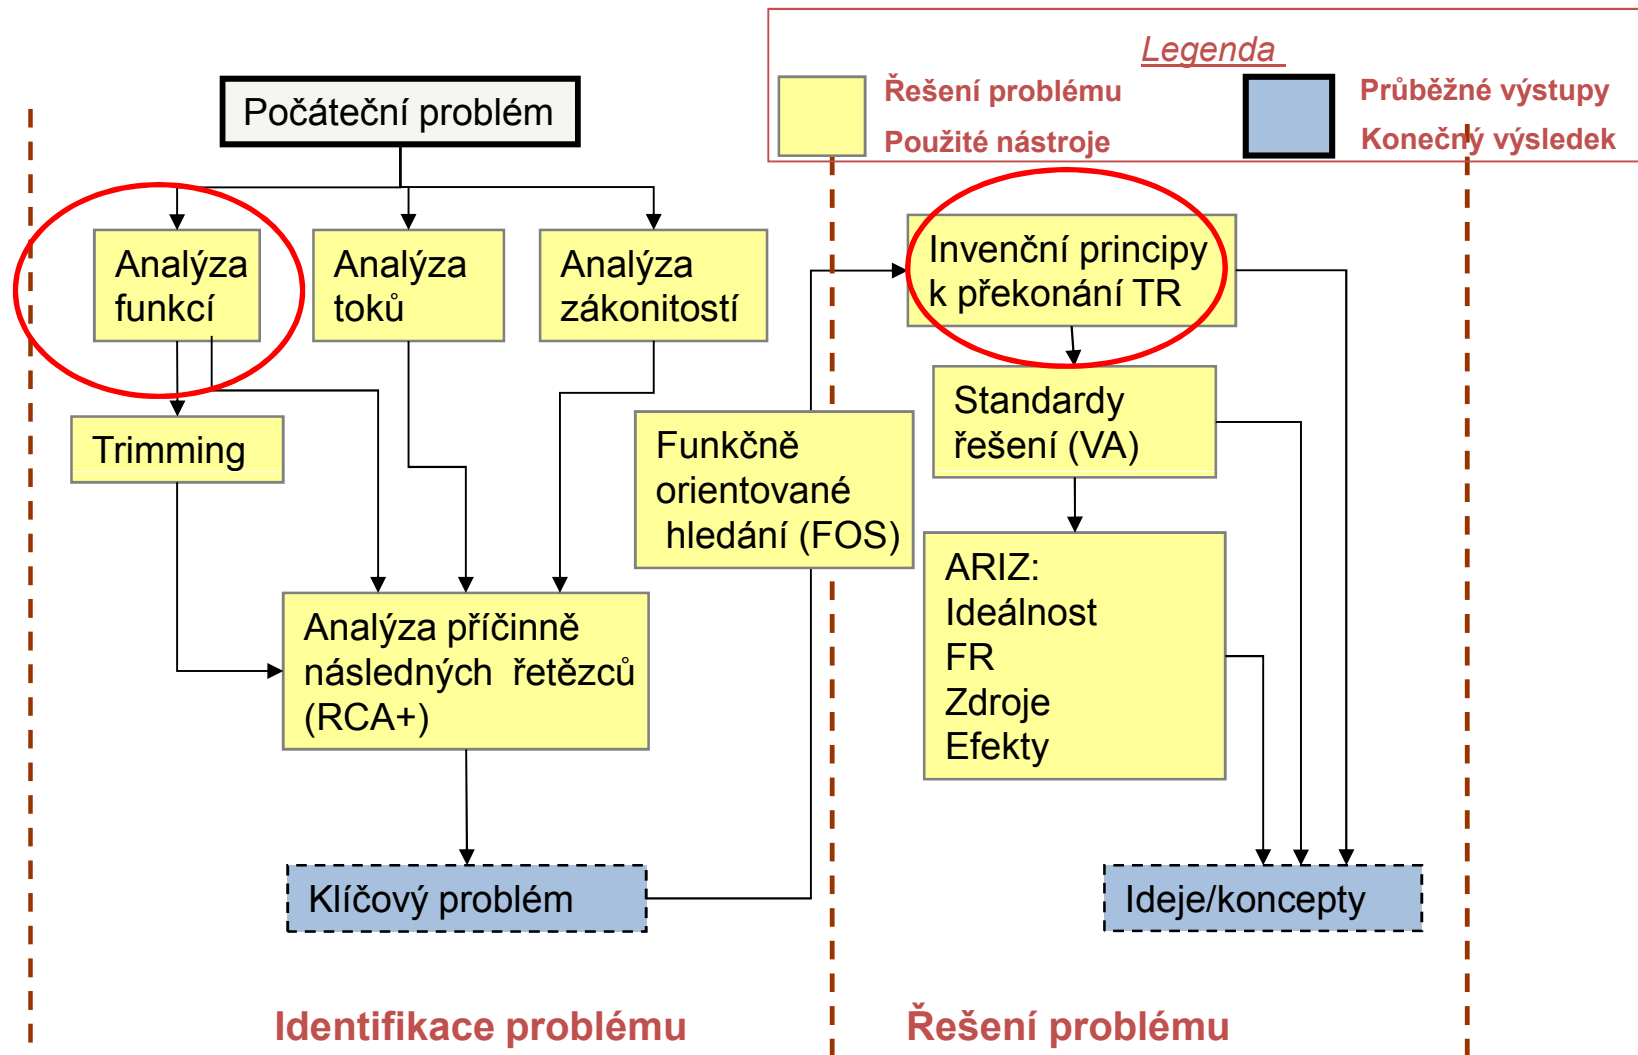 Legenda
Řešení problému
Použité nástroje
Průběžné výstupy
Konečný výsledek
Počáteční problém
Analýza
funkcí
Analýza
toků
Analýza
zákonitostí
Trimming
Funkčně
orientované
hledání (FOS)
Analýza příčinně
následných řetězců
(RCA+)
Klíčový problém
Invenční principy
k překonání TR
Standardy
řešení (VA)
ARIZ:
Ideálnost
FR
Zdroje
Efekty
Ideje/koncepty
Identifikace problému
Řešení problému